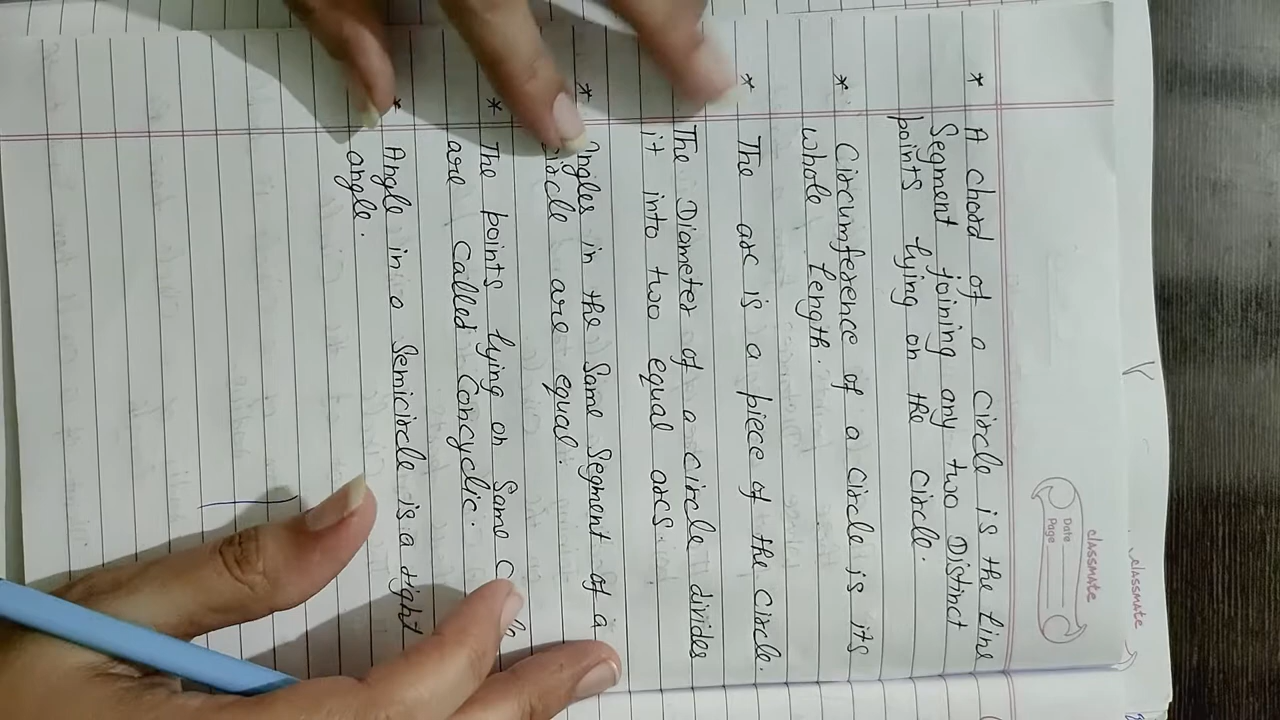 classmate
classmate
Date
Page
* A chord of a circle is the Line
Segment joining any two Distinct
points lying on the circle.
* Circumference of a circle is its
whole length.
* The arc is a piece of the circle.
The Diameter of a circle divides
it into two equal arcs.
* Angles in the Same Segment of a
circle are equal.
* The points lying on Same
are called Concyclic.
* Angle in a Semicircle is a right
angle.